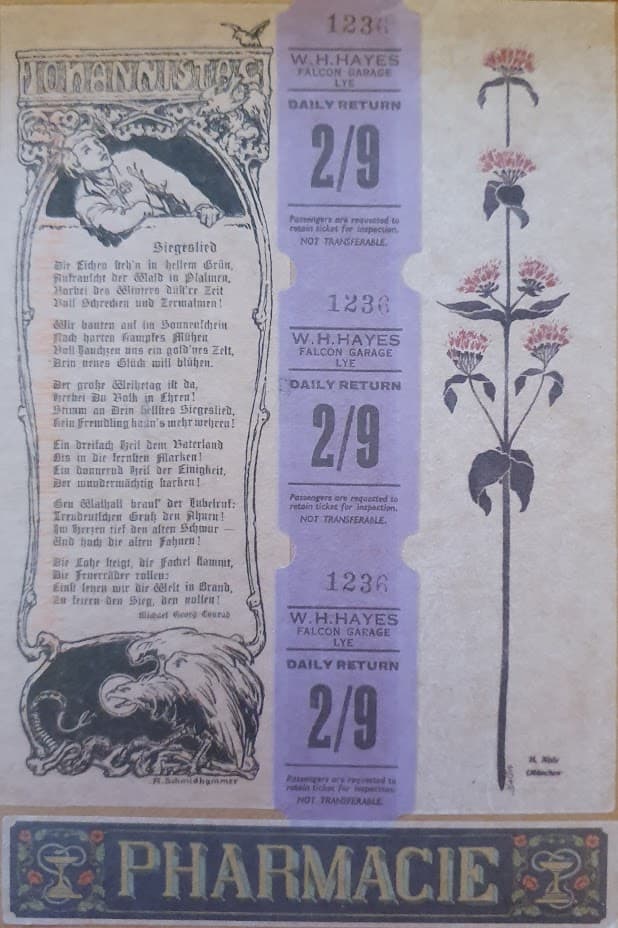 IOHANNISTAG
Siegeslied
Die Eichen steh'n in hellem Grün,
Aufrauscht der Wald in Psalmen,
Vorbei des Winters düst're Zeit
Voll Schrecken und Zermalmen!
Wir bauten auf im Sonnenschein
Nach harten Kampfes Mühen
Voll Jauchzen uns ein gold'nes Zelt,
Dein neues Glück will blühen.
Der große Weihetag ist da,
Herbei Du Volk in Ehren!
Stimm an Dein hellstes Siegeslied,
Kein Fremdling kann's mehr wehren!
Ein dreifach Heil dem Vaterland
Bis in die fernsten Marken!
Ein donnernd Heil der Einigkeit,
Der wundermächtig starken!
Gen Walhall braus' der Jubelruf:
Treudeutschen Gruß den Ahnen!
Im Herzen tief den alten Schwur —
Und hoch die alten Fahnen!
Die Lohe steigt, die Fackel flammt,
Die Feuerräder rollen:
Einst setzen wir die Welt in Brand,
Zu feiern den Sieg, den vollen!
Michael Georg Conrad
A. Schmidhammer
1236
W.H.HAYES
FALCON GARAGE
LYE
DAILY RETURN
2/9
Passengers are requested to
retain ticket for inspection.
NOT TRANSFERABLE.
1236
W.H.HAYES
FALCON GARAGE
LYE
DAILY RETURN
2/9
Passengers are requested to
retain ticket for inspection.
NOT TRANSFERABLE.
1236
W.H.HAYES
FALCON GARAGE
LYE
DAILY RETURN
2/9
Passengers are requested to
retain ticket for inspection.
NOT TRANSFERABLE.
München
PHARMACIE